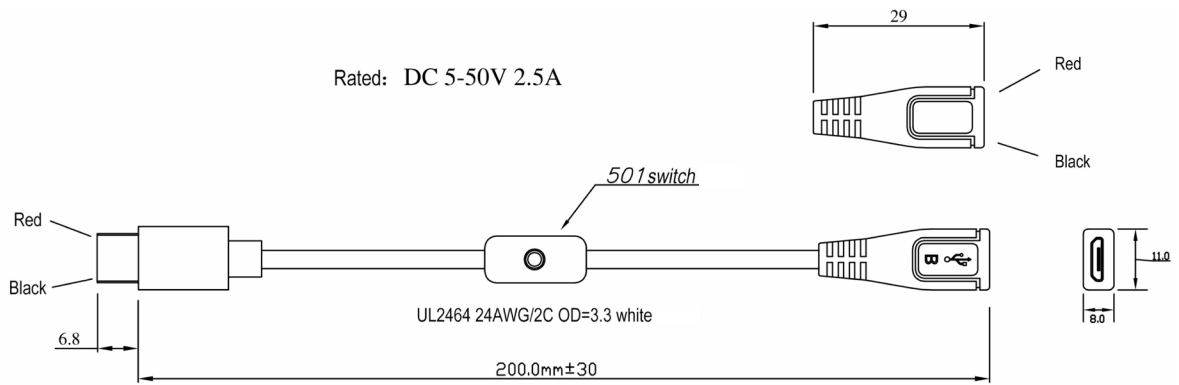 29
Rated: DC 5-50V 2.5A
Red
Black
501switch
Red
Black
B
11.0
8.0
UL2464 24AWG/2C OD=3.3 white
6.8
200.0mm±30